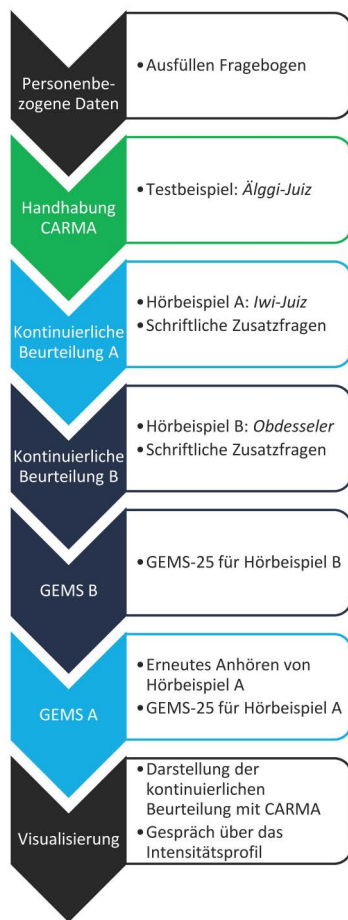 Personenbe-
zogene Daten
• Ausfüllen Fragebogen
Handhabung
CARMA
• Testbeispiel: Älggi-Juiz
Kontinuierliche
Beurteilung A
• Hörbeispiel A: Iwi-Juiz
• Schriftliche Zusatzfragen
Kontinuierliche
Beurteilung B
• Hörbeispiel B: Obdesseler
• Schriftliche Zusatzfragen
GEMS B
• GEMS-25 für Hörbeispiel B
GEMS A
• Erneutes Anhören von
Hörbeispiel A
• GEMS-25 für Hörbeispiel A
Visualisierung
• Darstellung der
kontinuierlichen
Beurteilung mit CARMA
• Gespräch über das
Intensitätsprofil